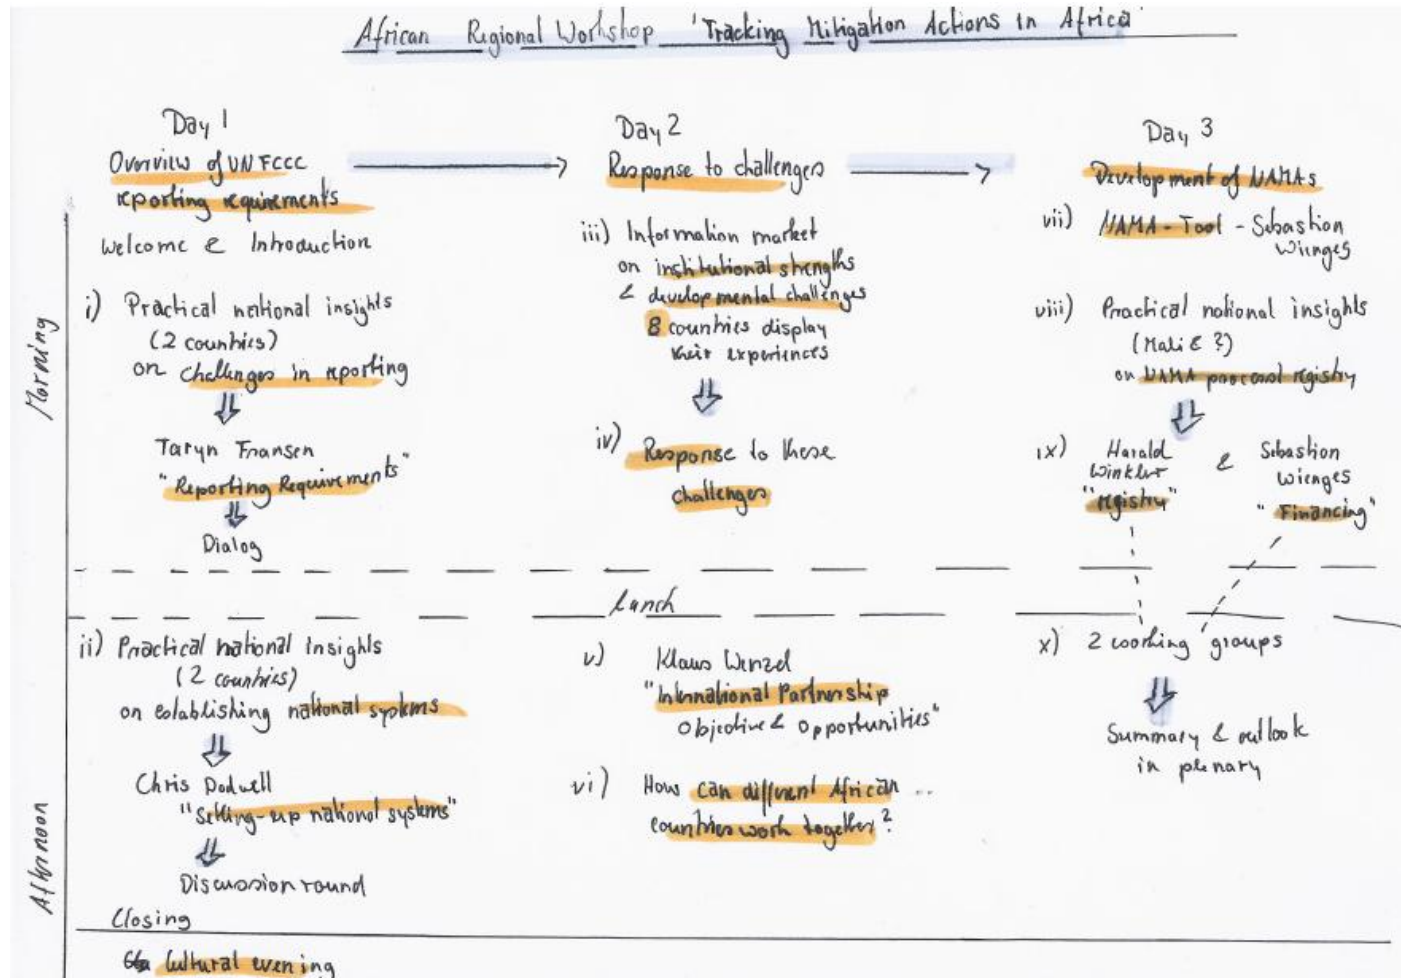 African Regional Workshop 'Tracking Mitigation Actions in Africa'
Day 1
Overview of UNFCCC
reporting requirements
Welcome & Introduction
Morning
i) Practical national insights
(2 countries)
on challenges in reporting
Taryn Fransen
"Reporting Requirements"
Dialog
Day 2
Response to challenges
iii) Information market
on institutional strengths
& developmental challenges
8 countries display
their experiences
iv) Response to these
challenges
Day 3
Development of NAMAs
vii) NAMA-Tool - Sebastion
Wienges
viii) Practical national insights
(Mali & ?)
on NAMA registry
ix) Harald
Winkler
"registry"
& Sebastion
Wienges
"Financing"
Lunch
Afternoon
ii) Practical national insights
(2 countries)
on establishing national systems
Chris Dodwell
"Setting-up national systems"
Discussion round
Closing
Cultural evening
v) Klaus Wenzel
"International Partnership
Objective & opportunities"
vi) How can different African ..
countries work together?
x) 2 working groups
Summary & outlook
in plenary